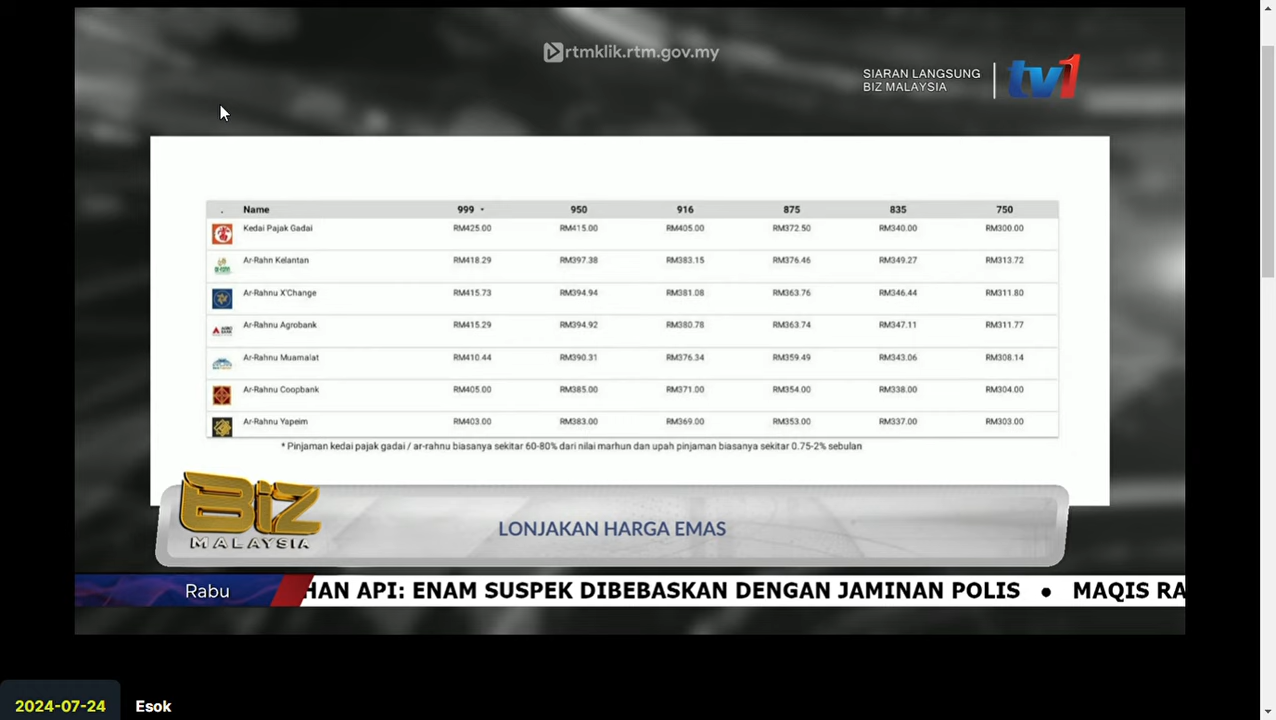 rtmklik.rtm.gov.my
SIARAN LANGSUNG
BIZ MALAYSIA
tv1
. Name 999 950 916 875 835 750
Kedai Pajak Gadai RM425.00 RM415.00 RM405.00 RM372.50 RM340.00 RM300.00
Ar-Rahn Kelantan RM418.29 RM397.38 RM383.15 RM376.46 RM349.27 RM313.72
Ar-Rahnu X'Change RM415.73 RM394.94 RM381.08 RM363.76 RM346.44 RM311.80
Ar-Rahnu Agrobank RM415.29 RM394.92 RM380.78 RM363.74 RM347.11 RM311.77
Ar-Rahnu Muamalat RM410.44 RM390.31 RM376.34 RM359.49 RM343.06 RM308.14
Ar-Rahnu Coopbank RM405.00 RM385.00 RM371.00 RM354.00 RM338.00 RM304.00
Ar-Rahnu Yapeim RM403.00 RM383.00 RM369.00 RM353.00 RM337.00 RM303.00
* Pinjaman kedai pajak gadai / ar-rahnu biasanya sekitar 60-80% dari nilai marhun dan upah pinjaman biasanya sekitar 0.75-2% sebulan
BiZ
MALAYSIA
LONJAKAN HARGA EMAS
Rabu HAN API: ENAM SUSPEK DIBEBASKAN DENGAN JAMINAN POLIS • MAQIS RA
2024-07-24 Esok